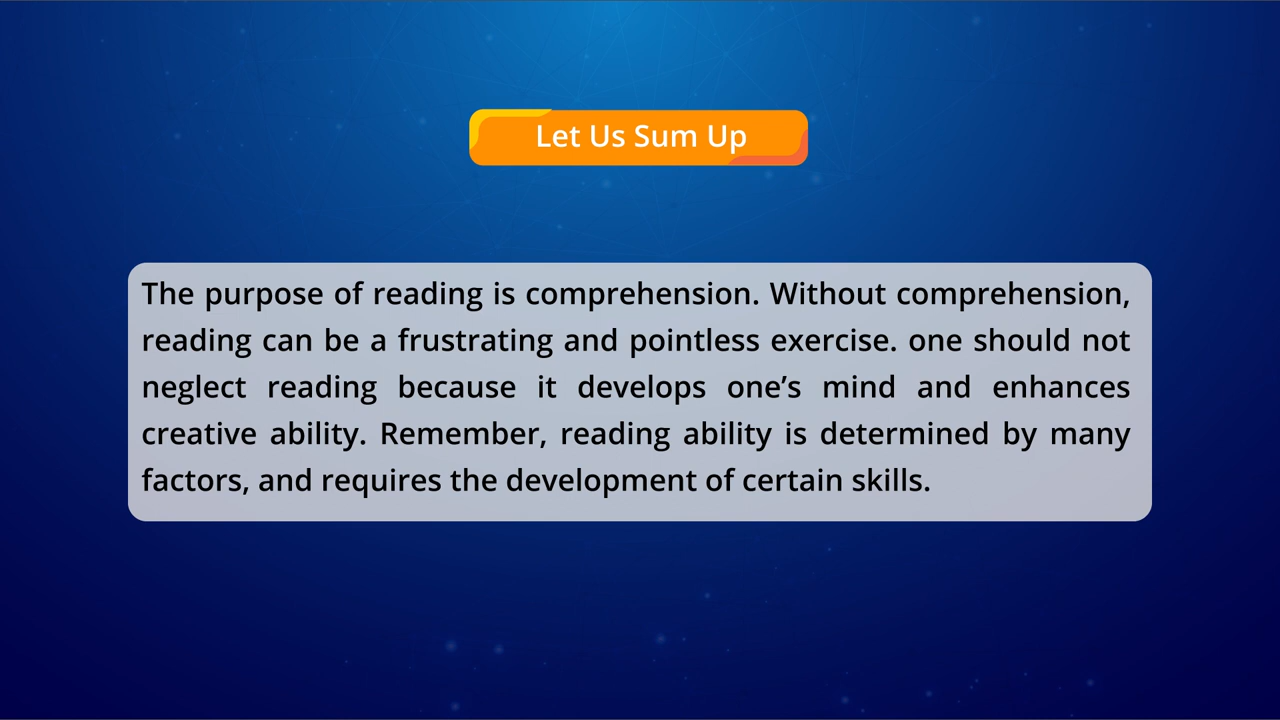 Let Us Sum Up
The purpose of reading is comprehension. Without comprehension,
reading can be a frustrating and pointless exercise. one should not
neglect reading because it develops one’s mind and enhances
creative ability. Remember, reading ability is determined by many
factors, and requires the development of certain skills.